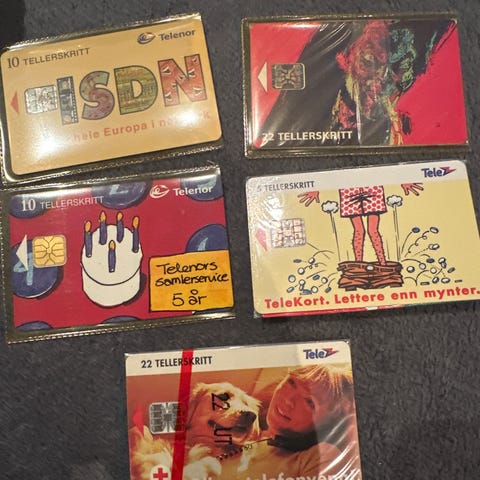 10 TELLERSKRITT
Telenor
ISDN
hele Europa i
22 TELLERSKRITT
10 TELLERSKRITT
Telenor
Telenors
samlerservice
5 år
5 TELLERSKRITT
Tele
TeleKort. Lettere enn mynter.
22 TELLERSKRITT
Tele
22